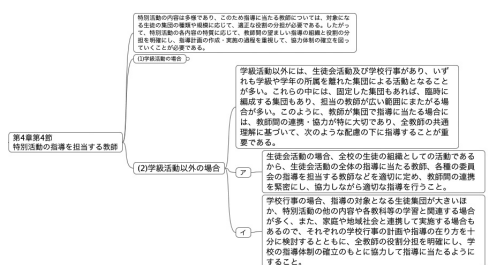 特別活動の内容は多様であり、このため指導に当たる教師については、対象にな
る生徒の集団の種類や規模に応じて、適正な役割の分担が必要である。したがっ
て、特別活動の各内容の特質に応じて、教師間の望ましい指導の組織と役割の分
担を明確にし、指導計画の作成・実施の過程を重視して、協力体制の確立を図っ
ていくことが必要である。
(1)学級活動の場合
第4章第4節
特別活動の指導を担当する教師
(2)学級活動以外の場合
学級活動以外には、生徒会活動及び学校行事があり、いず
れも学級や学年の所属を離れた集団による活動となること
が多い。これらの中には、固定した集団もあれば、臨時に
編成する集団もあり、担当の教師が広い範囲にまたがる場
合が多い。このように、教師が集団で指導に当たる場合に
は、教師間の連携・協力が特に大切であり、全教師の共通
理解に基づいて、次のような配慮の下に指導することが重
要である。
ア
生徒会活動の場合、全校の生徒の組織としての活動である
から、生徒会活動の全体の指導に当たる教師、各種の委員
会の指導を担当する教師などを適切に定め、教師間の連携
を緊密にし、協力しながら適切な指導を行うこと。
イ
学校行事の場合、指導の対象となる生徒集団が大きいほ
か、特別活動の他の内容や各教科等の学習と関連する場合
が多く、また、家庭や地域社会と連携して実施する場合も
あるので、それぞれの学校行事の計画や指導の在り方を十
分に検討するとともに、全教師の役割分担を明確にし、学
校の指導体制の確立のもとに協力して指導に当たるように
すること。